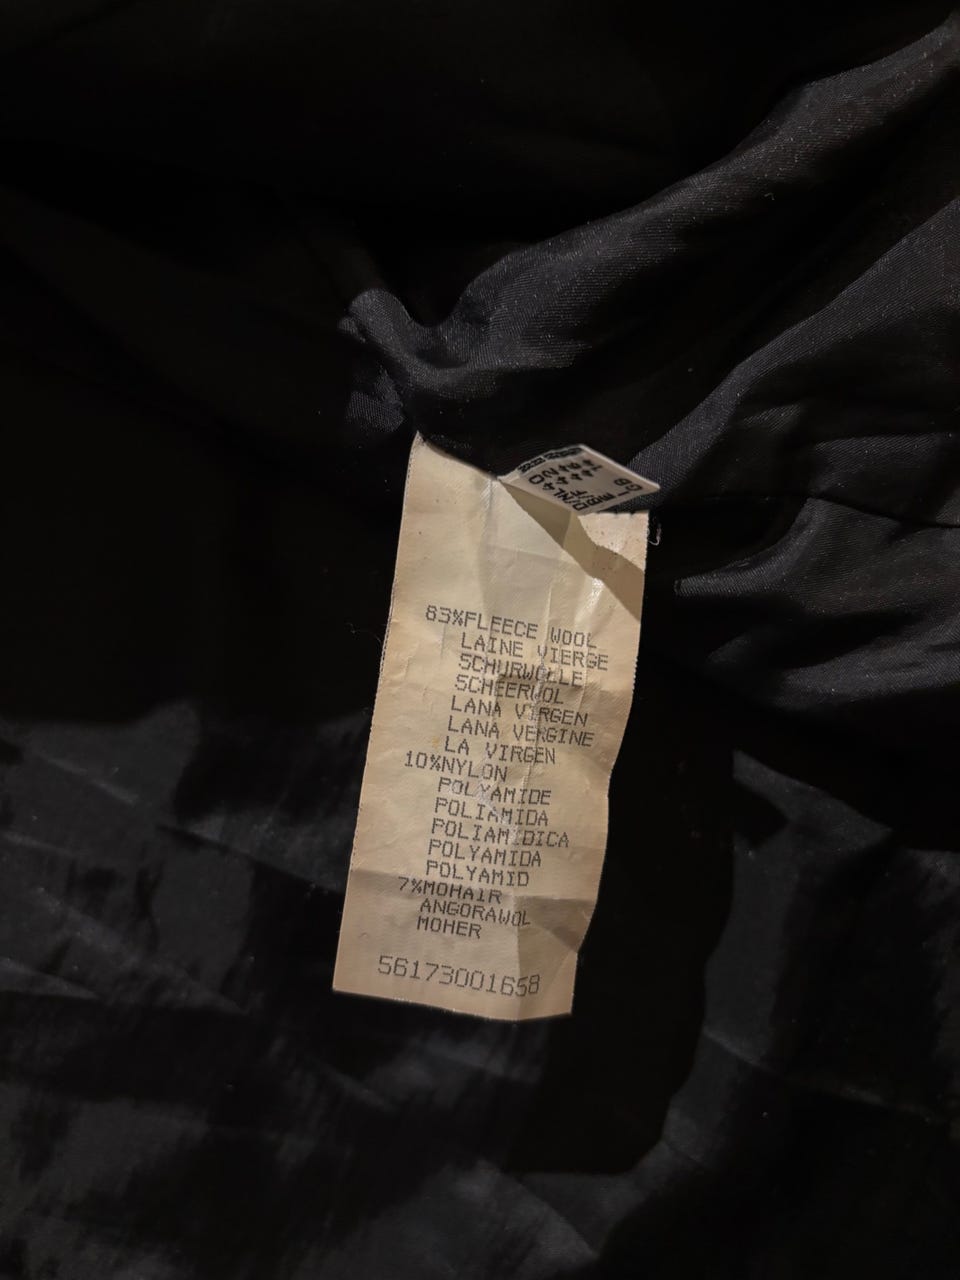 83%FLEECE WOOL
LAINE VIERGE
SCHURWOLLE
SCHEERWOL
LANA VIRGEN
LANA VERGINE
LA VIRGEN
10%NYLON
POLYAMIDE
POLIAMIDA
POLIAMIDICA
POLYAMIDA
POLYAMID
7%MOHAIR
ANGORAWOL
MOHER
56173001658